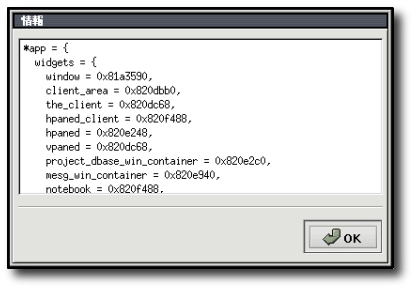 情報
*app = {
widgets = {
window = 0x81a3590,
client_area = 0x820dbb0,
the_client = 0x820dc68,
hpaned_client = 0x820f488,
hpaned = 0x820e248,
vpaned = 0x820dc68,
project_dbase_win_container = 0x820e2c0,
mesg_win_container = 0x820e940,
notebook = 0x820f488,
OK